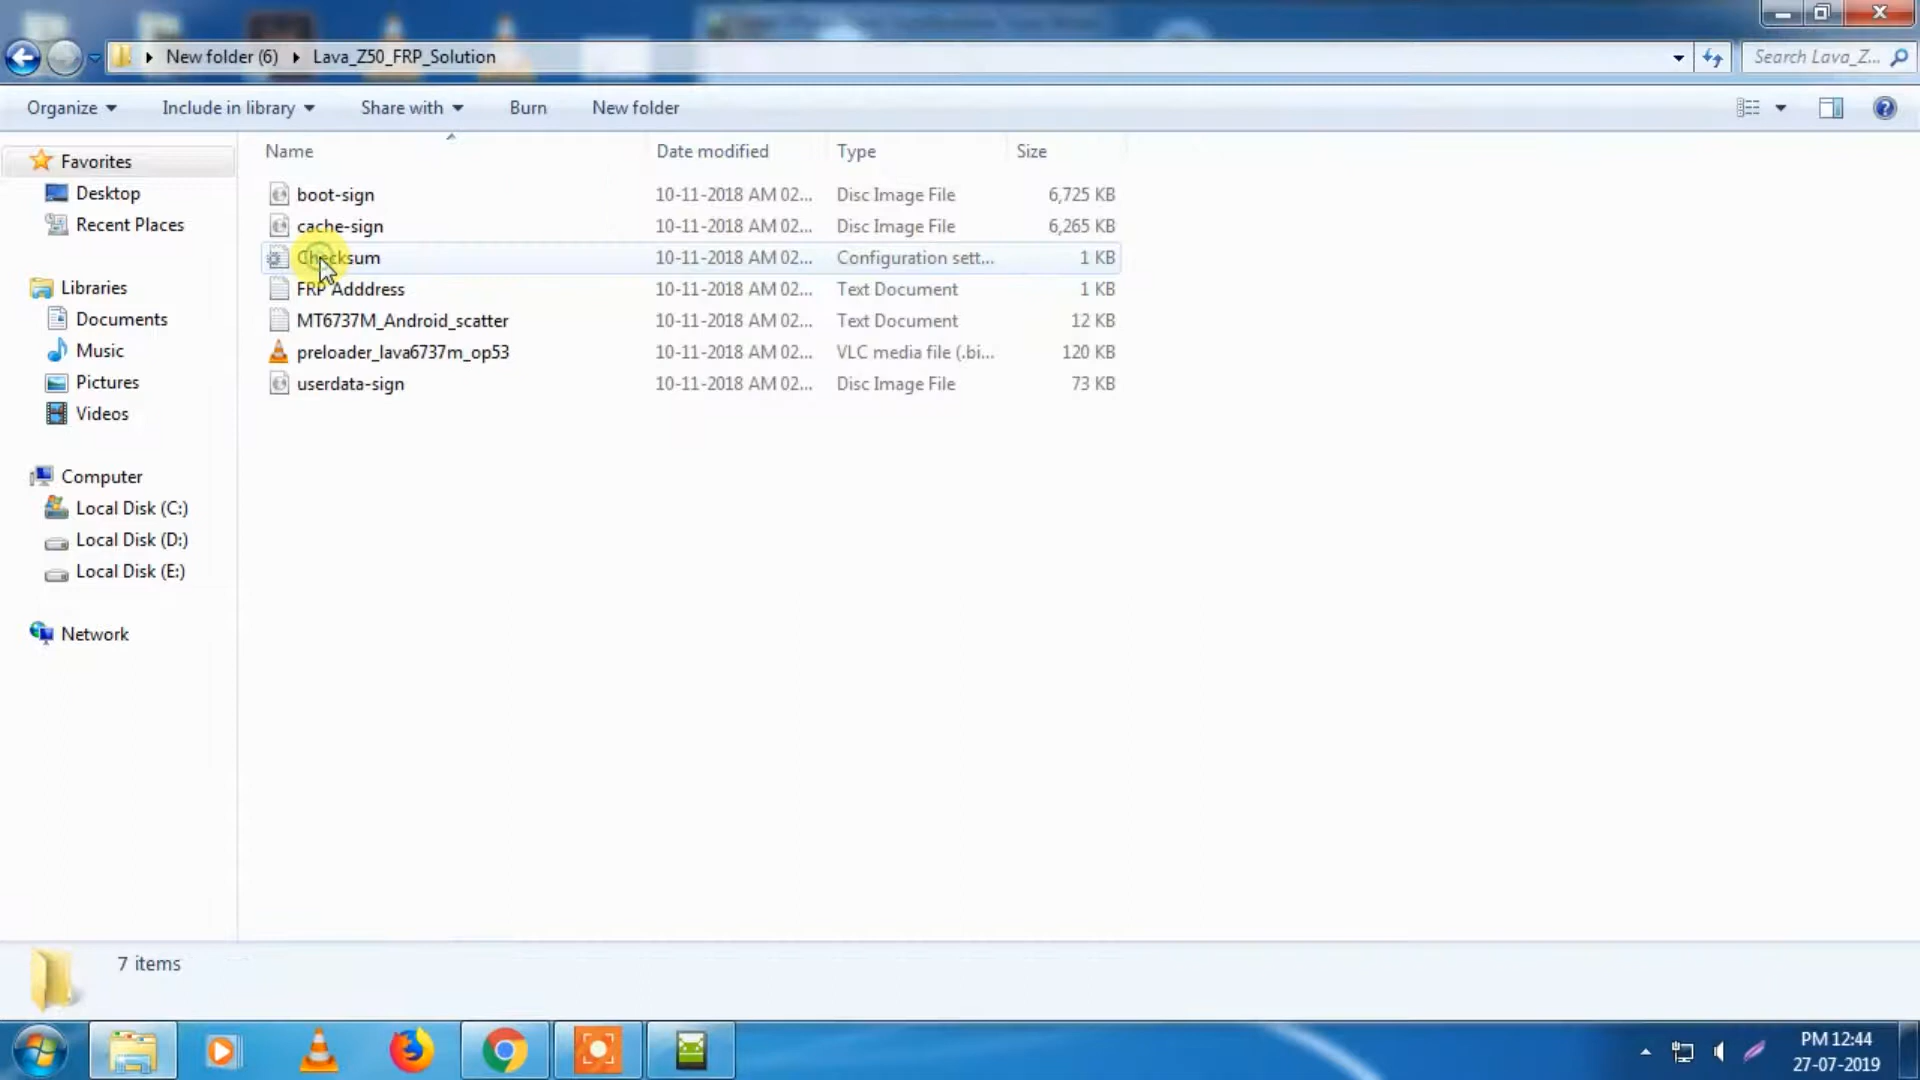 New folder (6) Lava_Z50_FRP_Solution Search Lava_Z...
Organize Include in library Share with Burn New folder
Name Date modified Type Size
Favorites
Desktop
Recent Places
Libraries
Documents
Music
Pictures
Videos
Computer
Local Disk (C:)
Local Disk (D:)
Local Disk (E:)
Network
boot-sign 10-11-2018 AM 02... Disc Image File 6,725 KB
cache-sign 10-11-2018 AM 02... Disc Image File 6,265 KB
Checksum 10-11-2018 AM 02... Configuration sett... 1 KB
FRP Adddress 10-11-2018 AM 02... Text Document 1 KB
MT6737M_Android_scatter 10-11-2018 AM 02... Text Document 12 KB
preloader_lava6737m_op53 10-11-2018 AM 02... VLC media file (.bi... 120 KB
userdata-sign 10-11-2018 AM 02... Disc Image File 73 KB
7 items
PM 12:44
27-07-2019